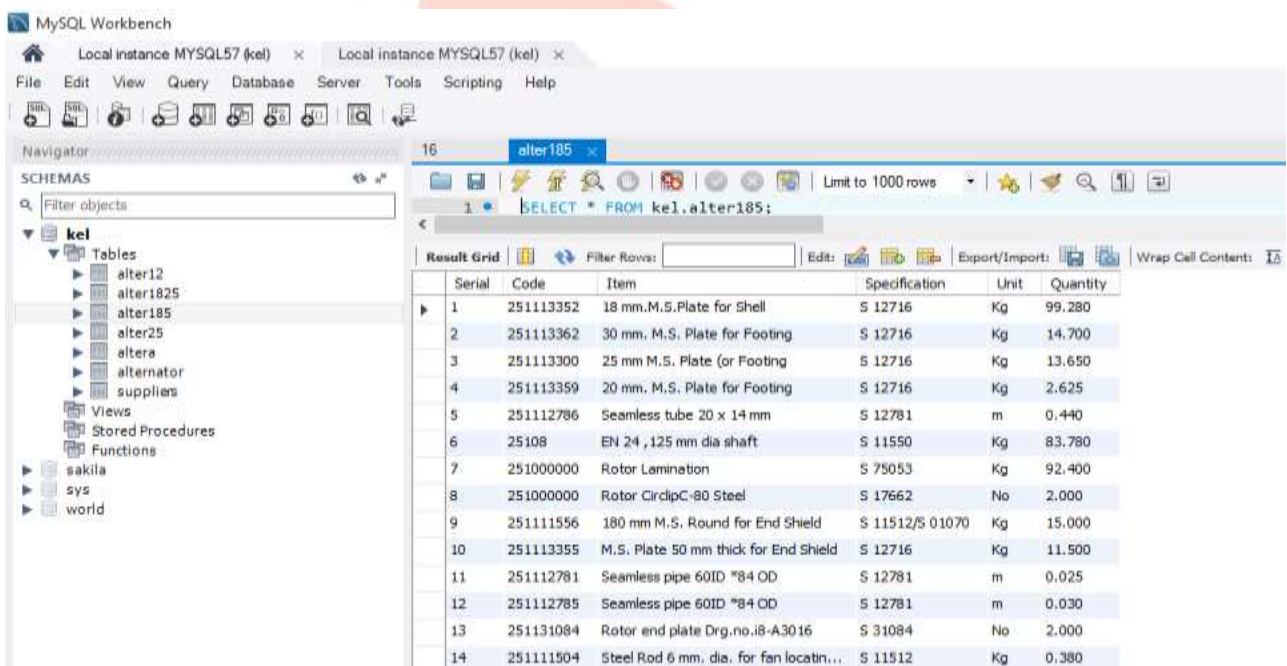 MySQL Workbench
Local instance MYSQL57 (kel) × Local instance MYSQL57 (kel) ×
File Edit View Query Database Server Tools Scripting Help
Navigator 16 alter185 ×
SCHEMAS Limit to 1000 rows
Filter objects 1 SELECT * FROM kel.alter185;
kel
Tables Result Grid Filter Rows: Edit: Export/Import: Wrap Cell Content: IA
alter12
alter1825
alter185
alter25
altera
alternator
suppliers
Views
Stored Procedures
Functions
sakila
sys
world
Serial Code Item Specification Unit Quantity
1 251113352 18 mm.M.S.Plate for Shell S 12716 Kg 99.280
2 251113362 30 mm. M.S. Plate for Footing S 12716 Kg 14.700
3 251113300 25 mm M.S. Plate (or Footing S 12716 Kg 13.650
4 251113359 20 mm. M.S. Plate for Footing S 12716 Kg 2.625
5 251112786 Seamless tube 20 x 14 mm S 12781 m 0.440
6 25108 EN 24 ,125 mm dia shaft S 11550 Kg 83.780
7 251000000 Rotor Lamination S 75053 Kg 92.400
8 251000000 Rotor CirclipC-80 Steel S 17662 No 2.000
9 251111556 180 mm M.S. Round for End Shield S 11512/S 01070 Kg 15.000
10 251113355 M.S. Plate 50 mm thick for End Shield S 12716 Kg 11.500
11 251112781 Seamless pipe 60ID *84 OD S 12781 m 0.025
12 251112785 Seamless pipe 60ID *84 OD S 12781 m 0.030
13 251131084 Rotor end plate Drg.no.i8-A3016 S 31084 No 2.000
14 251111504 Steel Rod 6 mm. dia. for fan locatin... S 11512 Kg 0.380